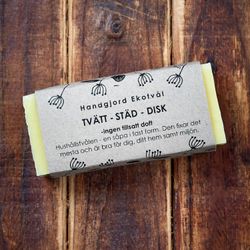 Handgjord Ekotvål
TVÄTT - STÄD - DISK
-ingen tillsatt doft
Hushållstvålen - en såpa i fast form. Den fixar det
mesta och är bra för dig, ditt hem samt miljön.